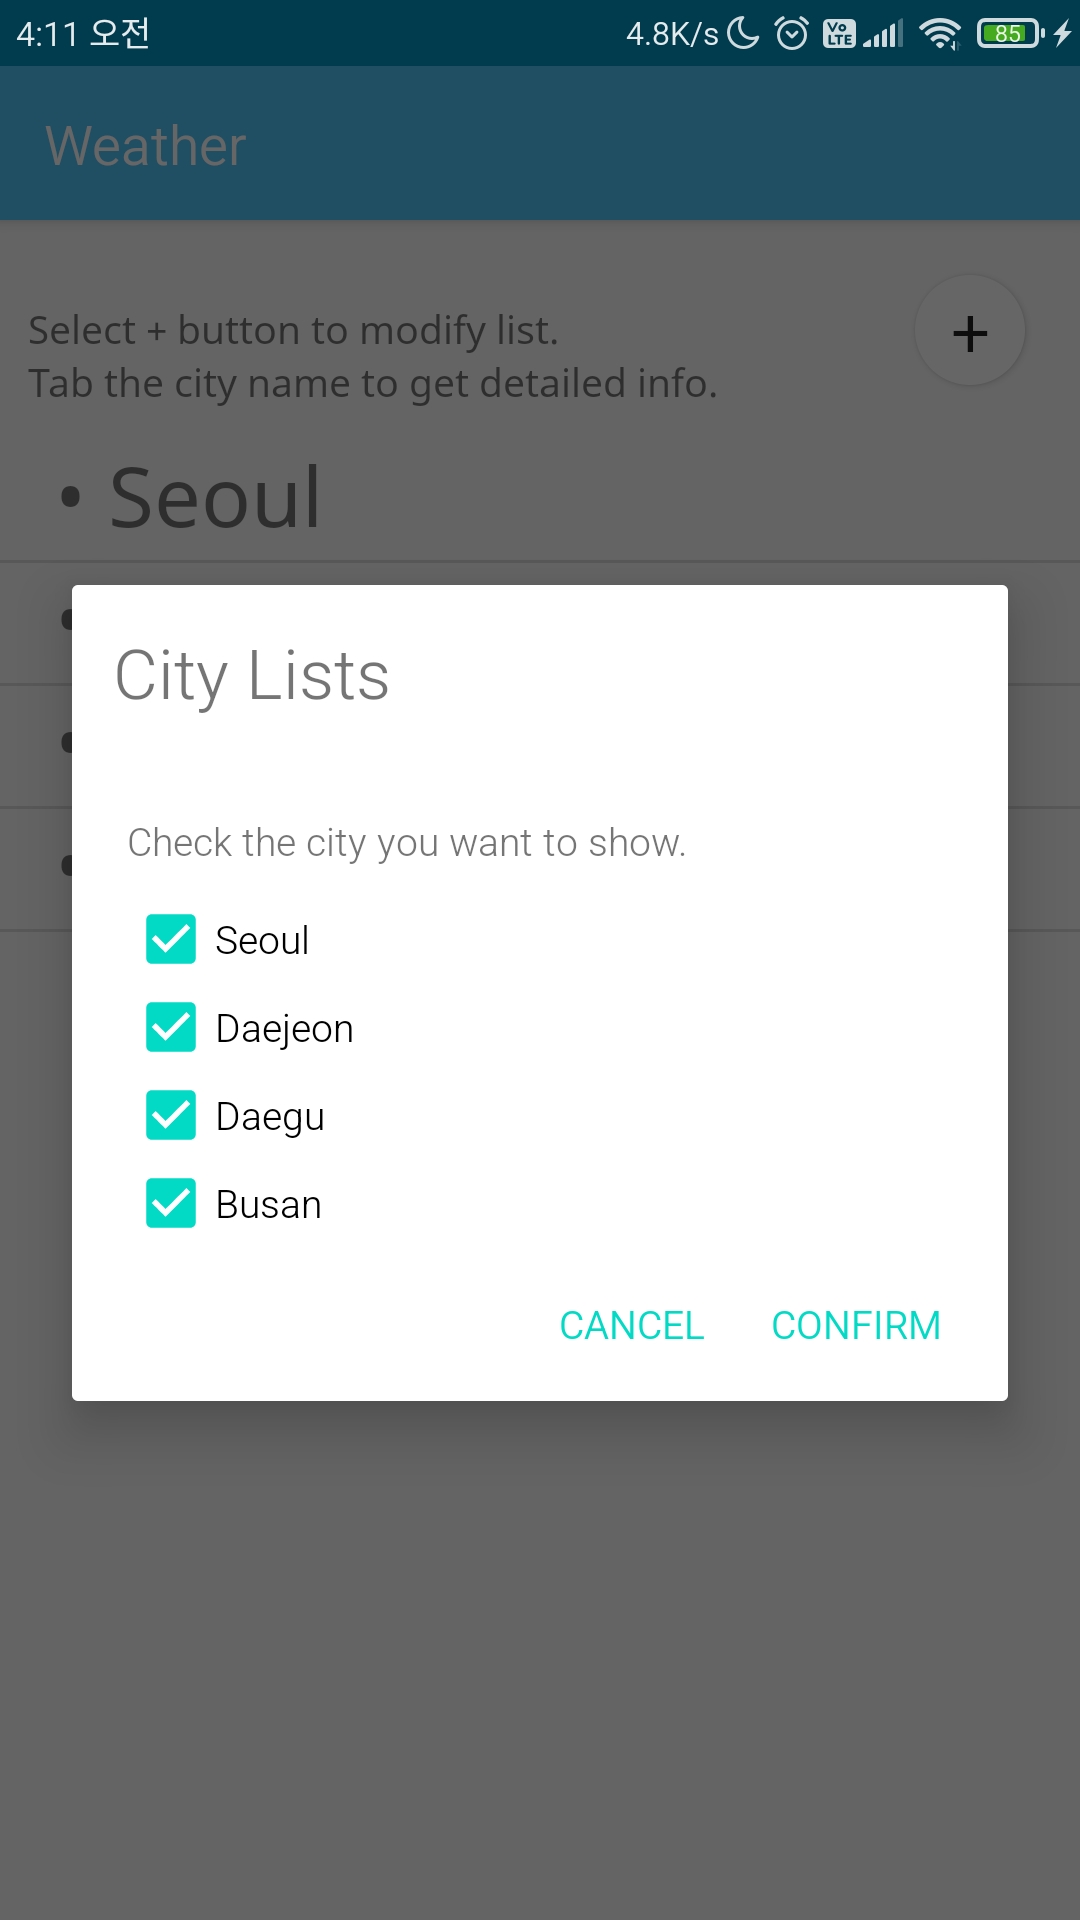 4:11 오전 4.8K/s Vo LTE 85
Weather
Select + button to modify list.
+
Tab the city name to get detailed info.
• Seoul
City Lists
Check the city you want to show.
Seoul
Daejeon
Daegu
Busan
CANCEL CONFIRM